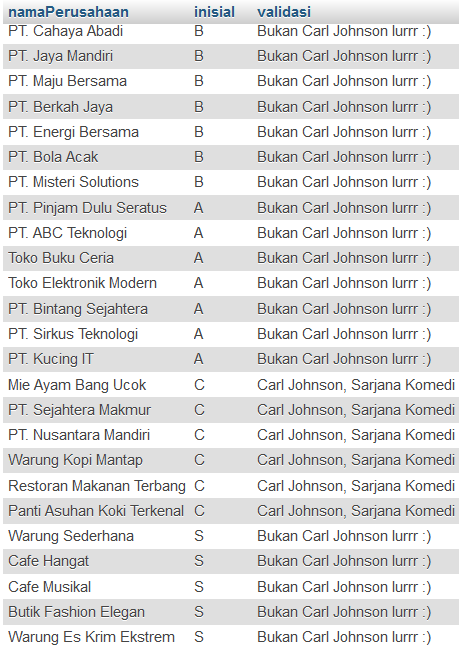 namaPerusahaan inisial validasi
PT. Cahaya Abadi B Bukan Carl Johnson lurrr :)
PT. Jaya Mandiri B Bukan Carl Johnson lurrr :)
PT. Maju Bersama B Bukan Carl Johnson lurrr :)
PT. Berkah Jaya B Bukan Carl Johnson lurrr :)
PT. Energi Bersama B Bukan Carl Johnson lurrr :)
PT. Bola Acak B Bukan Carl Johnson lurrr :)
PT. Misteri Solutions B Bukan Carl Johnson lurrr :)
PT. Pinjam Dulu Seratus A Bukan Carl Johnson lurrr :)
PT. ABC Teknologi A Bukan Carl Johnson lurrr :)
Toko Buku Ceria A Bukan Carl Johnson lurrr :)
Toko Elektronik Modern A Bukan Carl Johnson lurrr :)
PT. Bintang Sejahtera A Bukan Carl Johnson lurrr :)
PT. Sirkus Teknologi A Bukan Carl Johnson lurrr :)
PT. Kucing IT A Bukan Carl Johnson lurrr :)
Mie Ayam Bang Ucok C Carl Johnson, Sarjana Komedi
PT. Sejahtera Makmur C Carl Johnson, Sarjana Komedi
PT. Nusantara Mandiri C Carl Johnson, Sarjana Komedi
Warung Kopi Mantap C Carl Johnson, Sarjana Komedi
Restoran Makanan Terbang C Carl Johnson, Sarjana Komedi
Panti Asuhan Koki Terkenal C Carl Johnson, Sarjana Komedi
Warung Sederhana S Bukan Carl Johnson lurrr :)
Cafe Hangat S Bukan Carl Johnson lurrr :)
Cafe Musikal S Bukan Carl Johnson lurrr :)
Butik Fashion Elegan S Bukan Carl Johnson lurrr :)
Warung Es Krim Ekstrem S Bukan Carl Johnson lurrr :)